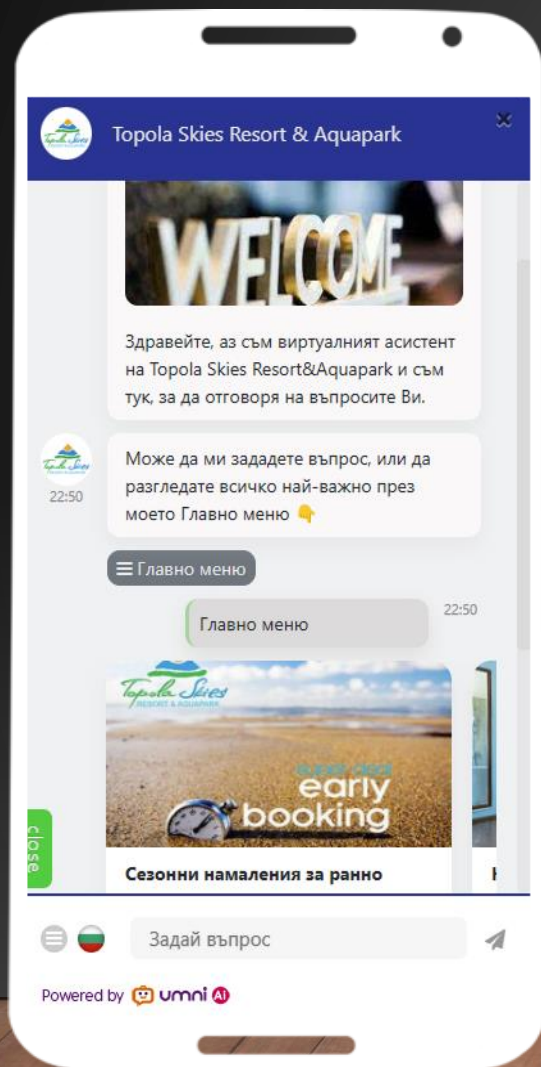 Topola Skies Resort & Aquapark
WELCOME
Здравейте, аз съм виртуалният асистент
на Topola Skies Resort&Aquapark и съм
тук, за да отговоря на въпросите Ви.
Може да ми зададете въпрос, или да
разгледате всичко най-важно през
моето Главно меню 👇
22:50
Главно меню
Главно меню
22:50
Topola Skies
RESORT & AQUAPARK
super deal
early
booking
close
Сезонни намаления за ранно
Задай въпрос
Powered by umni AI